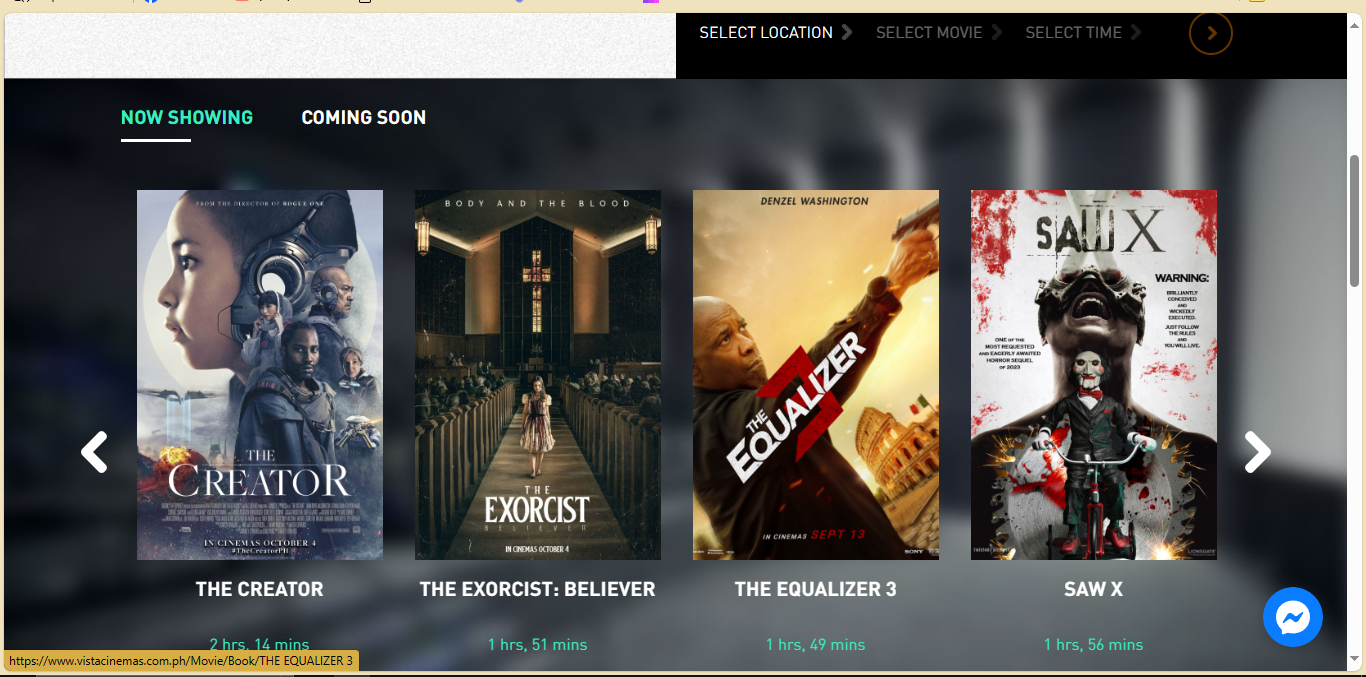 SELECT LOCATION
SELECT MOVIE
SELECT TIME
NOW SHOWING
COMING SOON
FROM THE DIRECTOR OF ROGUE ONE
THE
CREATOR
IN CINEMAS OCTOBER 4
#TheCreatorPH
BODY AND THE BLOOD
THE
EXORCIST
BELIEVER
IN CINEMAS OCTOBER 4
DENZEL WASHINGTON
THE
EQUALIZER
3
IN CINEMAS SEPT 13
SONY
SAW X
WARNING:
BRILLIANTLY
CONCEIVED
AND
WICKEDLY
EXECUTED.
JUST FOLLOW
THE RULES
AND
YOU WILL LIVE.
ONE OF THE
MOST REQUESTED
AND EAGERLY AWAITED
HORROR SEQUEL
OF 2023
LIONSGATE
THE CREATOR
THE EXORCIST: BELIEVER
THE EQUALIZER 3
SAW X
2 hrs, 14 mins
1 hrs, 51 mins
1 hrs, 49 mins
1 hrs, 56 mins
https://www.vistacinemas.com.ph/Movie/Book/THE EQUALIZER 3